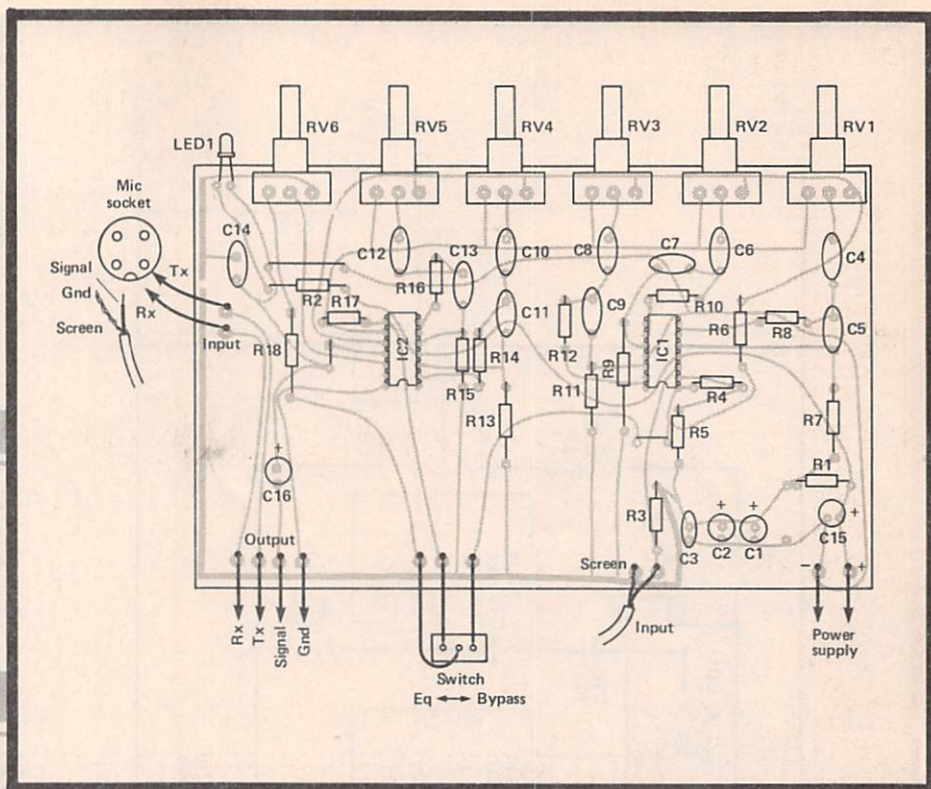 RV6
RV5
RV4
RV3
RV2
RV1
LED1
Mic
socket
C14
C12
C13
C10
C8
C7
C6
C4
Signal
Tx
Gnd
Rx
Screen
Input
R2
R17
R16
C11
C9
R10
R18
IC2
R14
R12
IC1
R6
R8
C5
R15
R9
R11
R4
R13
R5
R7
R1
+
C16
R3
+
+
+
C3
C2
C1
C15
Output
Screen
−
+
Rx
Tx
Signal
Gnd
Input
Power
supply
Switch
Eq ↔ Bypass